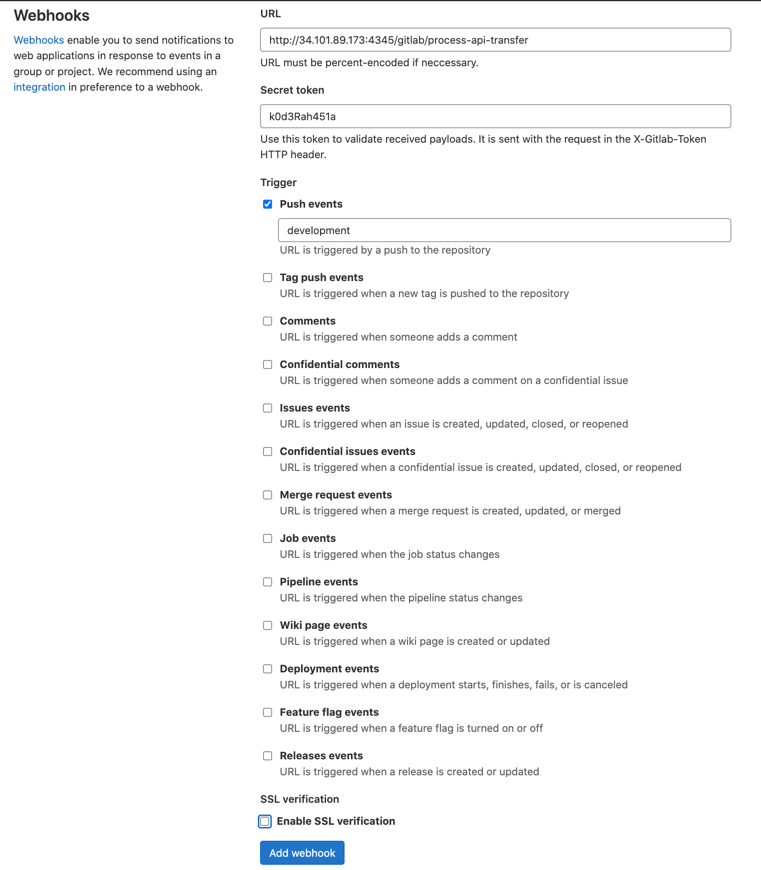 Webhooks
Webhooks enable you to send notifications to
web applications in response to events in a
group or project. We recommend using an
integration in preference to a webhook.
URL
http://34.101.89.173:4345/gitlab/process-api-transfer
URL must be percent-encoded if neccessary.
Secret token
k0d3Rah451a
Use this token to validate received payloads. It is sent with the request in the X-Gitlab-Token
HTTP header.
Trigger
Push events
development
URL is triggered by a push to the repository
Tag push events
URL is triggered when a new tag is pushed to the repository
Comments
URL is triggered when someone adds a comment
Confidential comments
URL is triggered when someone adds a comment on a confidential issue
Issues events
URL is triggered when an issue is created, updated, closed, or reopened
Confidential issues events
URL is triggered when a confidential issue is created, updated, closed, or reopened
Merge request events
URL is triggered when a merge request is created, updated, or merged
Job events
URL is triggered when the job status changes
Pipeline events
URL is triggered when the pipeline status changes
Wiki page events
URL is triggered when a wiki page is created or updated
Deployment events
URL is triggered when a deployment starts, finishes, fails, or is canceled
Feature flag events
URL is triggered when a feature flag is turned on or off
Releases events
URL is triggered when a release is created or updated
SSL verification
Enable SSL verification
Add webhook